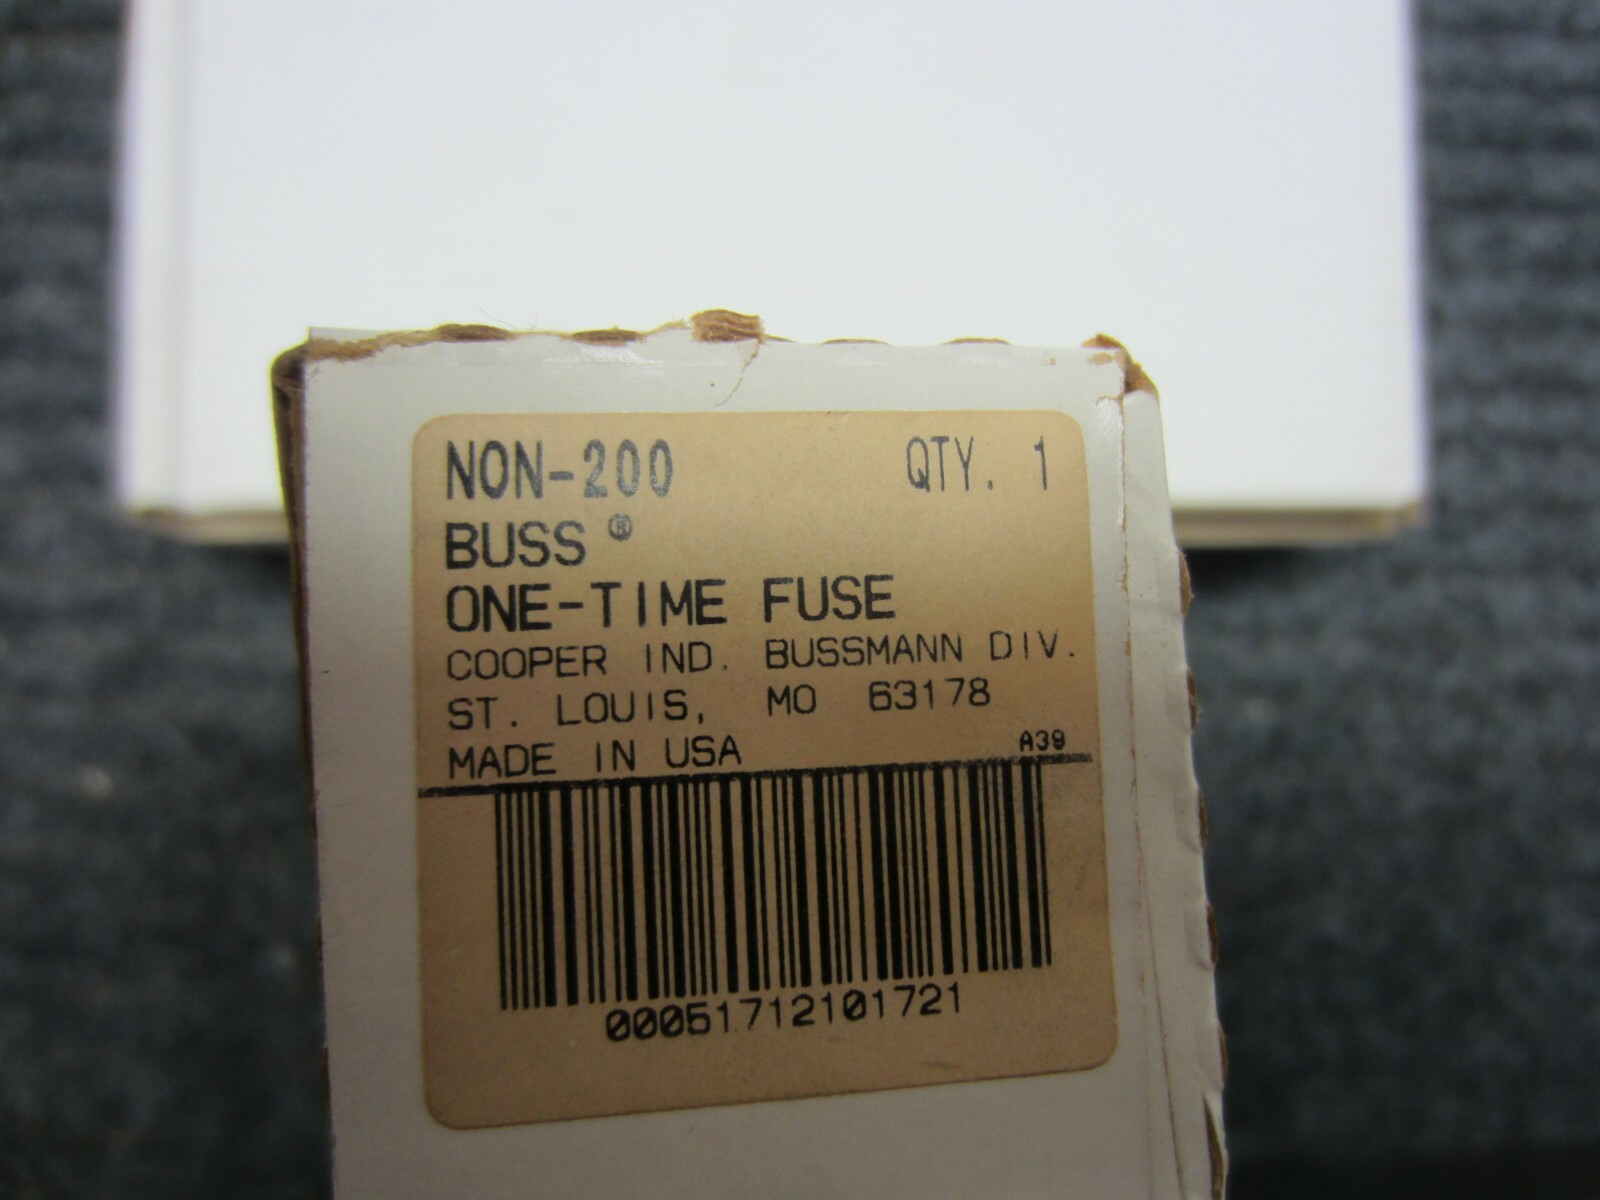 NON-200 QTY. 1
BUSS ®
ONE-TIME FUSE
COOPER IND. BUSSMANN DIV.
ST. LOUIS, MO 63178
MADE IN USA A39
00051712101721